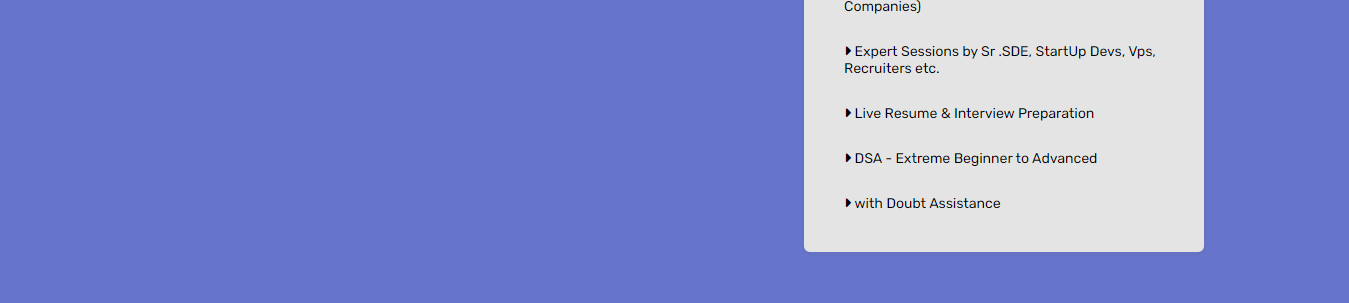 Companies)
Expert Sessions by Sr .SDE, StartUp Devs, Vps,
Recruiters etc.
Live Resume & Interview Preparation
DSA - Extreme Beginner to Advanced
with Doubt Assistance